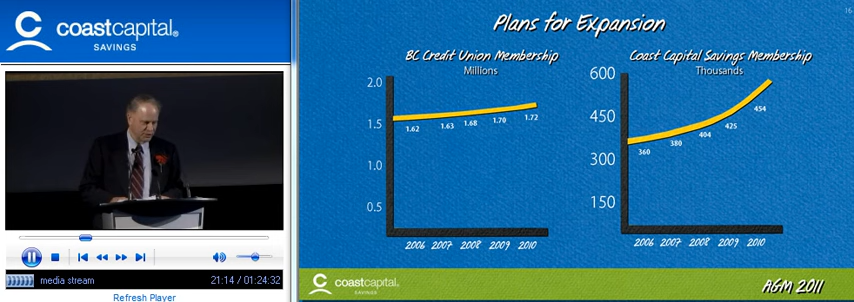 coastcapital®
SAVINGS
media stream 21:14 / 01:24:32
Refresh Player
16
Plans for Expansion
BC Credit Union Membership
Millions
2.0
1.5
1.0
0.5
1.62 1.63 1.68 1.70 1.72
2006 2007 2008 2009 2010
Coast Capital Savings Membership
Thousands
600
450
300
150
360 380 404 425 454
2006 2007 2008 2009 2010
coastcapital
SAVINGS
AGM 2011